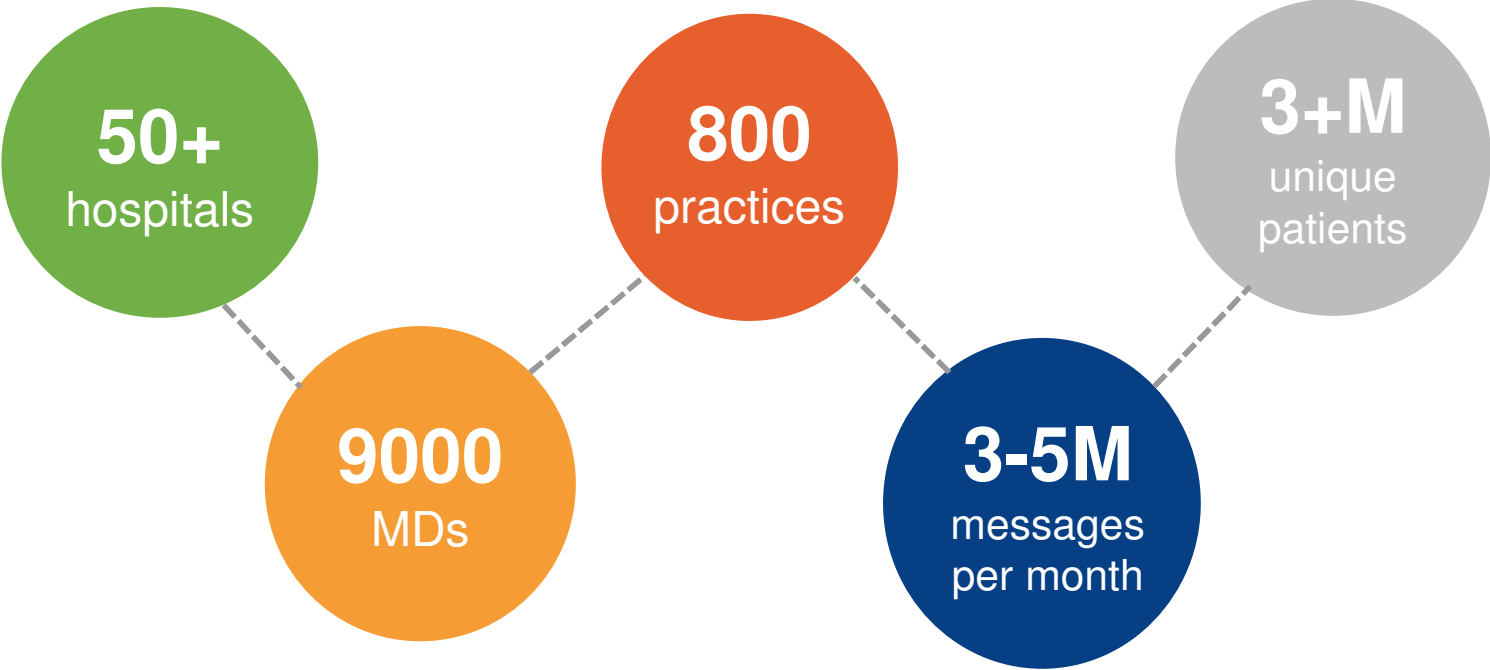 50+
hospitals
9000
MDs
800
practices
3-5M
messages
per month
3+M
unique
patients